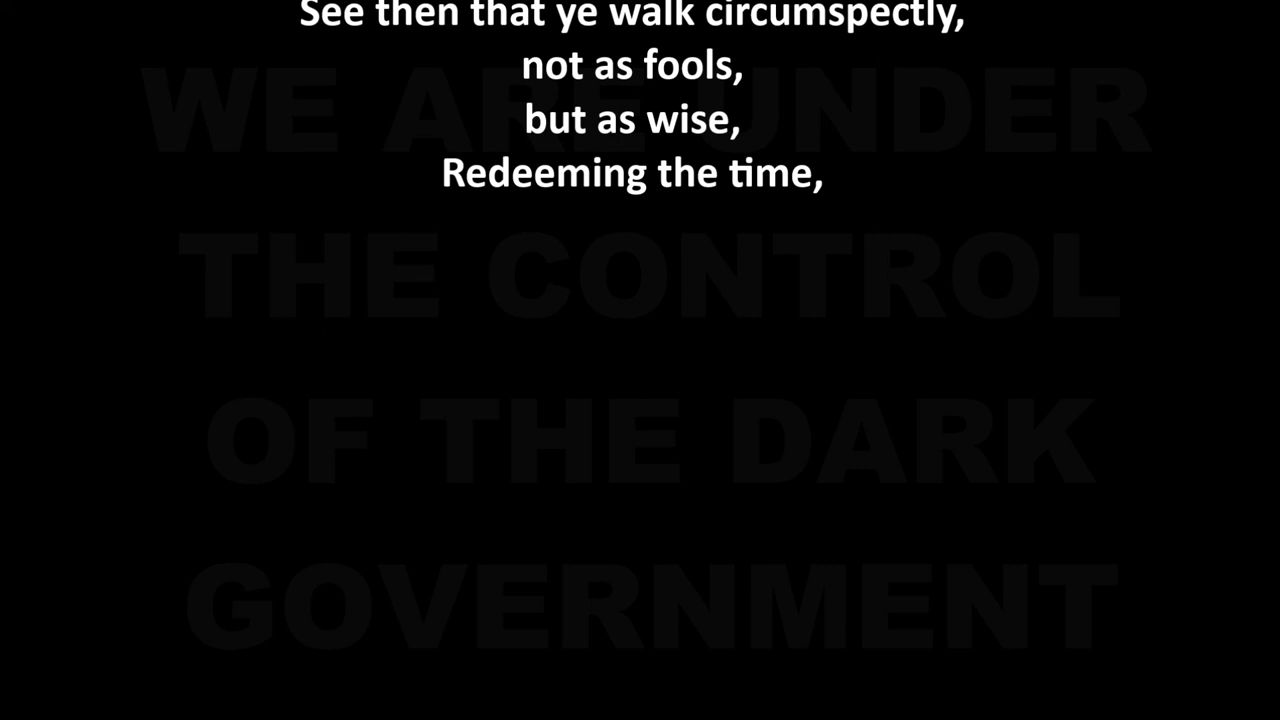 See then that ye walk circumspectly,
not as fools,
but as wise,
Redeeming the time,
WE ARE UNDER
THE CONTROL
OF THE DARK
GOVERNMENT